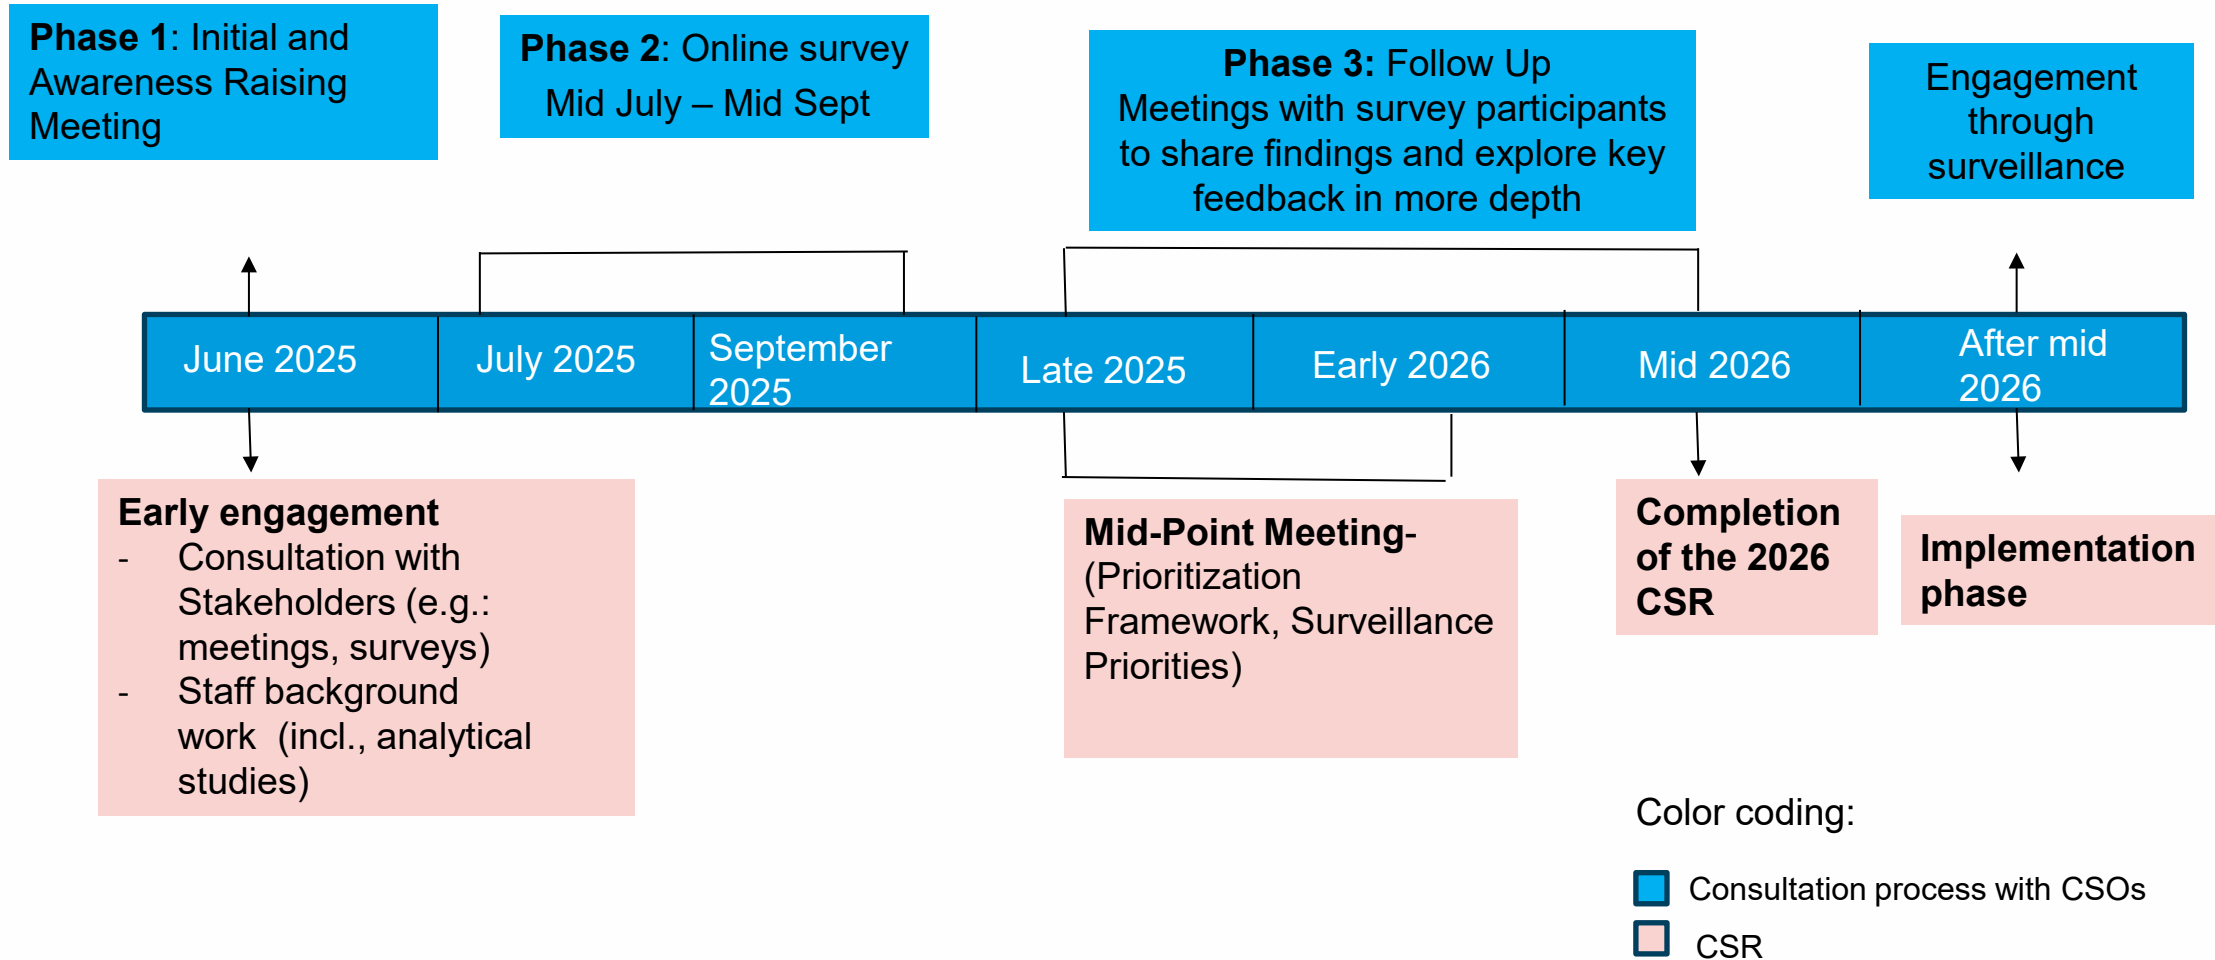 Phase 1: Initial and
Awareness Raising
Meeting
Phase 2: Online survey
Mid July – Mid Sept
Phase 3: Follow Up
Meetings with survey participants
to share findings and explore key
feedback in more depth
Engagement
through
surveillance
June 2025
July 2025
September
2025
Late 2025
Early 2026
Mid 2026
After mid
2026
Early engagement
- Consultation with
Stakeholders (e.g.:
meetings, surveys)
- Staff background
work (incl., analytical
studies)
Mid-Point Meeting-
(Prioritization
Framework, Surveillance
Priorities)
Completion
of the 2026
CSR
Implementation
phase
Color coding:
Consultation process with CSOs
CSR